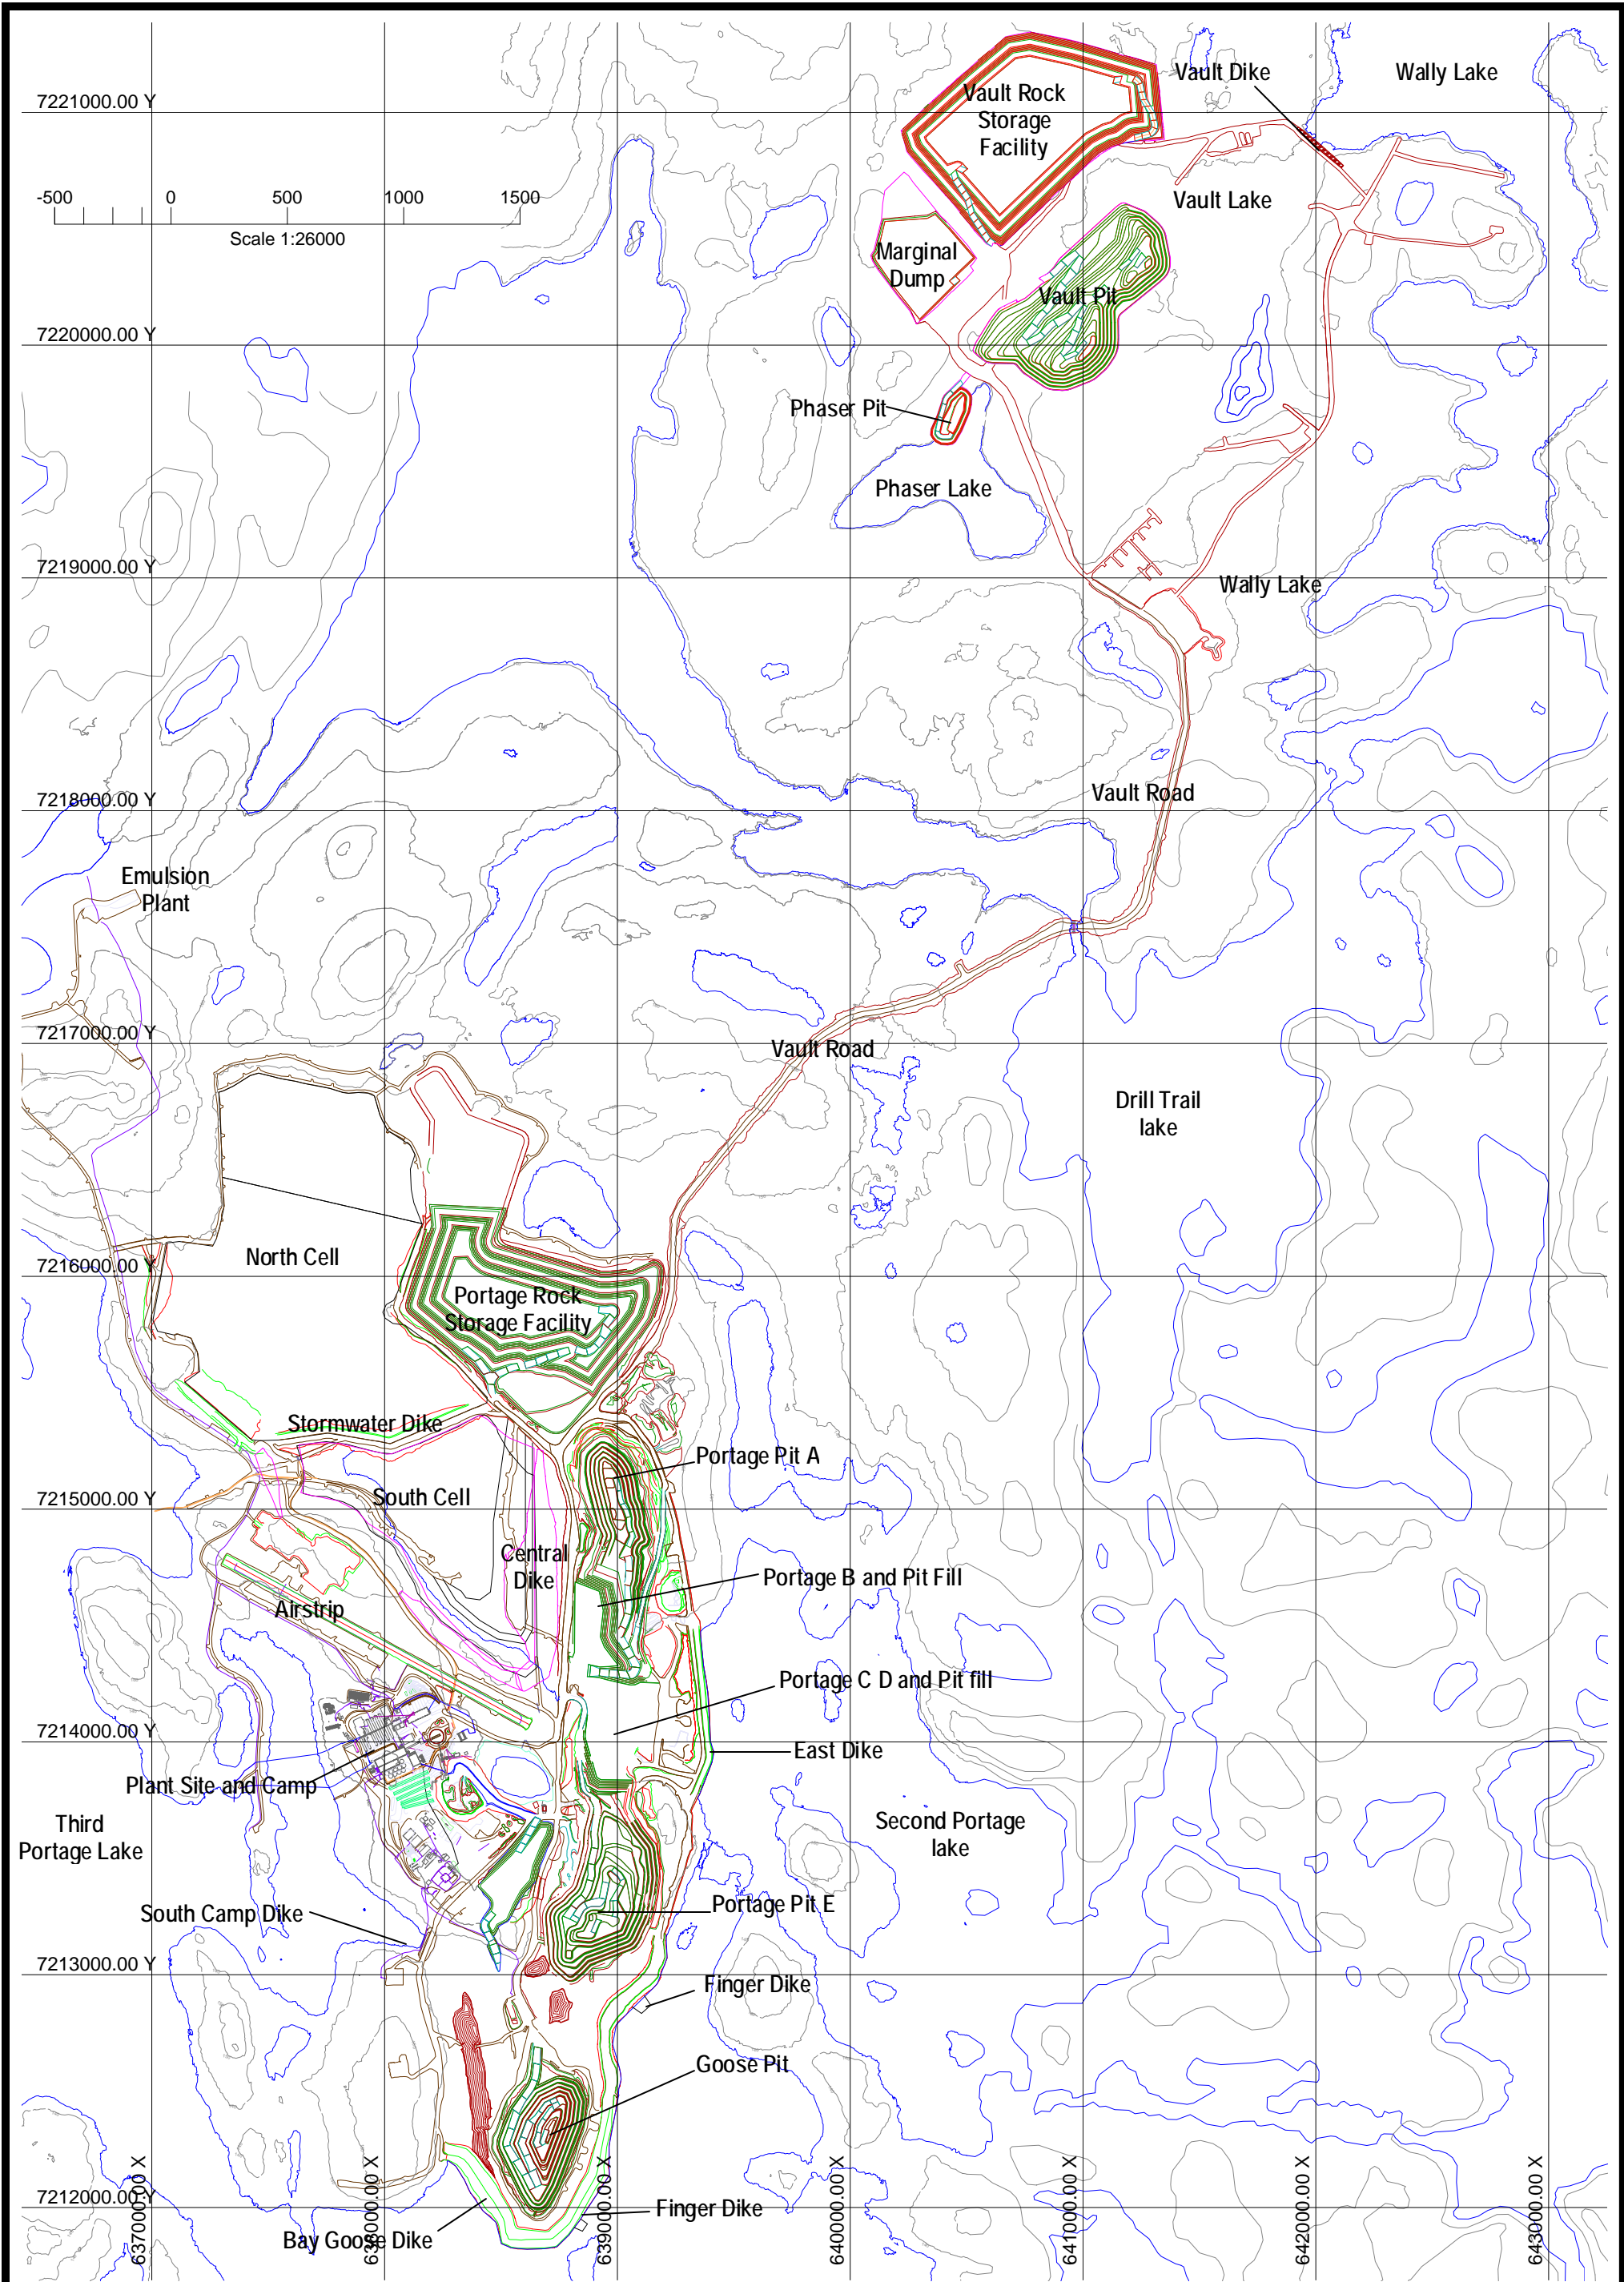 Vault Dike
Wally Lake
Vault Rock
Storage
Facility
7221000.00 Y
-500 0 500 1000 1500
Scale 1:26000
Vault Lake
Marginal
Dump
Vault Pit
7220000.00 Y
Phaser Pit
Phaser Lake
7219000.00 Y
Wally Lake
Vault Road
7218000.00 Y
Emulsion
Plant
7217000.00 Y
Vault Road
Drill Trail
lake
North Cell
7216000.00 Y
Portage Rock
Storage Facility
Stormwater Dike
Portage Pit A
South Cell
7215000.00 Y
Central
Dike
Portage B and Pit Fill
Airstrip
Portage C D and Pit fill
7214000.00 Y
East Dike
Plant Site and Camp
Third
Portage Lake
Second Portage
lake
Portage Pit E
South Camp Dike
7213000.00 Y
Finger Dike
Goose Pit
7212000.00 Y
Finger Dike
Bay Goose Dike
637000.00 X
638000.00 X
639000.00 X
640000.00 X
641000.00 X
642000.00 X
643000.00 X